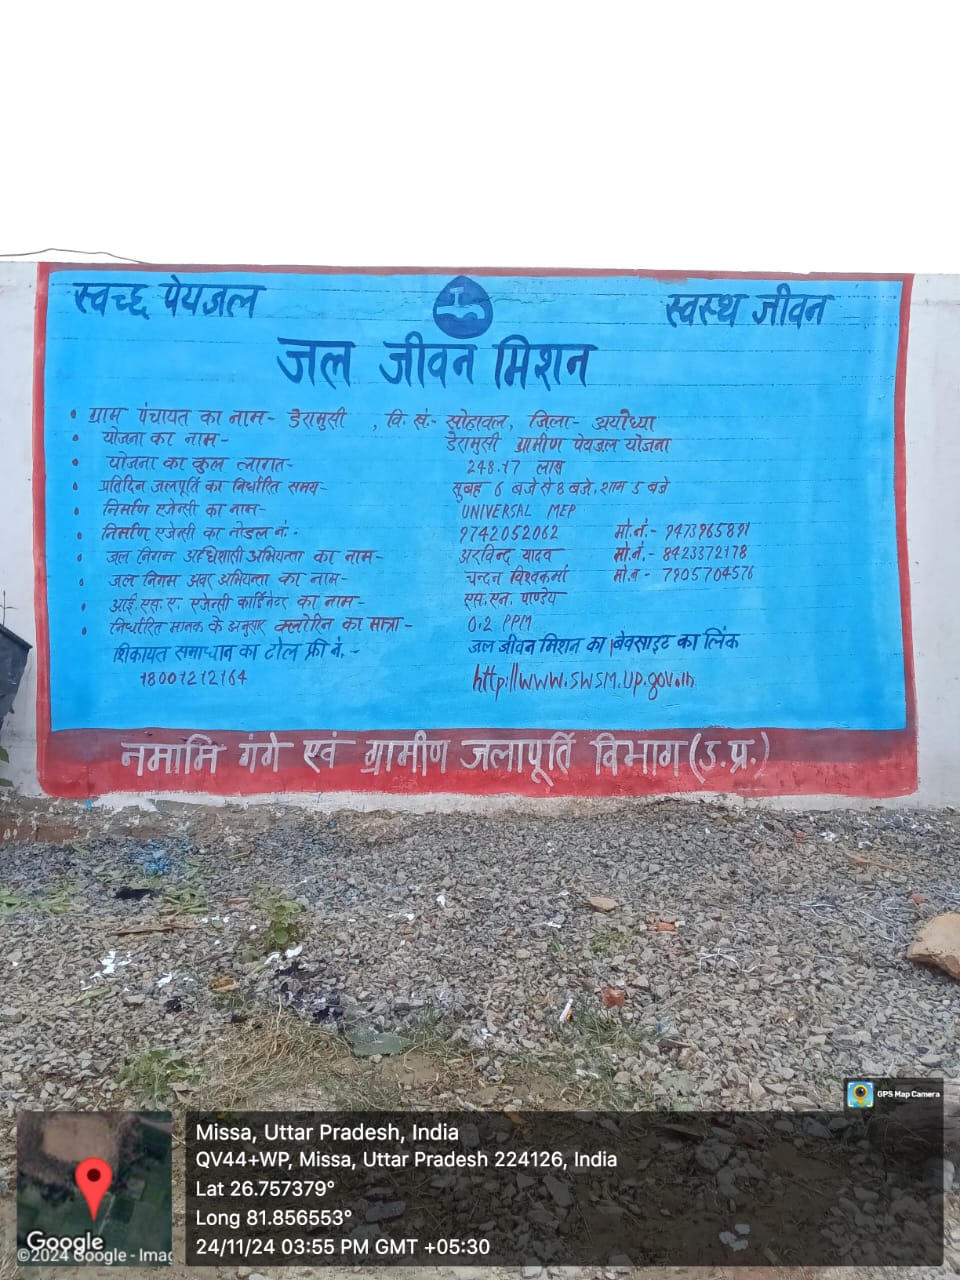 स्वच्छ पेयजल
स्वस्थ जीवन
जल जीवन मिशन
• ग्राम पंचायत का नाम- डेरामुसी , वि. खं.- सोहावल, जिला- अयोध्या
• योजना का नाम- डेरामुसी ग्रामीण पेयजल योजना
• योजना का कुल लागत- 248.17 लाख
• प्रतिदिन जलपूर्ति का निर्धारित समय- सुबह 6 बजे से 8 बजे, शाम 5 बजे
• निर्माण एजेन्सी का नाम- UNIVERSAL MEP
• निर्माण एजेन्सी का नोडल नं.- 9742052062 मो.नं.- 9473965891
• जल निगम अधिशासी अभियन्ता का नाम- अरविन्द यादव मो.नं.- 8423372178
• जल निगम अवर अभियन्ता का नाम- चन्दन विश्वकर्मा मो.न- 7905704576
• आई.एस.ए. एजेन्सी कार्डिनेटर का नाम- एस.एन. पाण्डेय
• निर्धारित मानक के अनुसार क्लोरिन का मात्रा- 0.2 PPM
शिकायत समाधान का टोल फ्री नं.- जल जीवन मिशन का वेबसाइट का लिंक
18001212164 http://www.swsm.up.gov.in
नमामि गंगे एवं ग्रामीण जलापूर्ति विभाग (उ.प्र.)
GPS Map Camera
Missa, Uttar Pradesh, India
QV44+WP, Missa, Uttar Pradesh 224126, India
Lat 26.757379°
Long 81.856553°
24/11/24 03:55 PM GMT +05:30
Google
©2024 Google - Imag